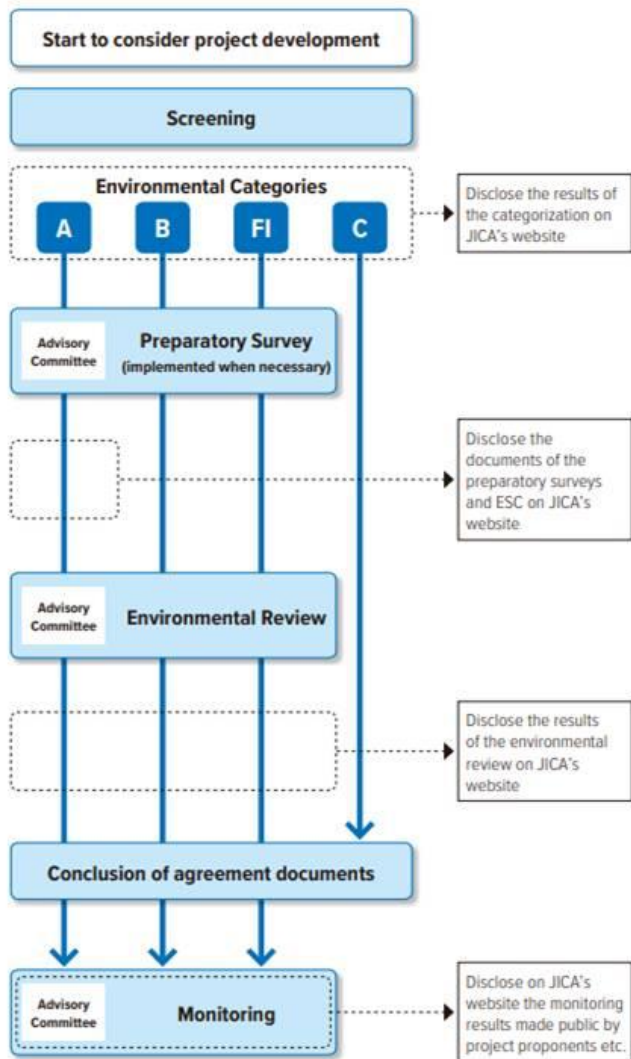 Start to consider project development
Screening
Environmental Categories
A
B
FI
C
Disclose the results of
the categorization on
JICA's website
Advisory
Committee
Preparatory Survey
(implemented when necessary)
Disclose the
documents of the
preparatory surveys
and ESC on JICA's
website
Advisory
Committee
Environmental Review
Disclose the results
of the environmental
review on JICA's
website
Conclusion of agreement documents
Advisory
Committee
Monitoring
Disclose on JICA's
website the monitoring
results made public by
project proponents etc.